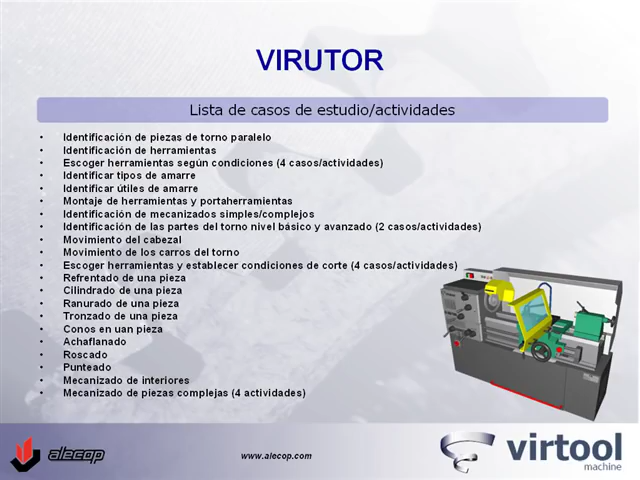 VIRUTOR
Lista de casos de estudio/actividades
• Identificación de piezas de torno paralelo
• Identificación de herramientas
• Escoger herramientas según condiciones (4 casos/actividades)
• Identificar tipos de amarre
• Identificar útiles de amarre
• Montaje de herramientas y portaherramientas
• Identificación de mecanizados simples/complejos
• Identificación de las partes del torno nivel básico y avanzado (2 casos/actividades)
• Movimiento del cabezal
• Movimiento de los carros del torno
• Escoger herramientas y establecer condiciones de corte (4 casos/actividades)
• Refrentado de una pieza
• Cilindrado de una pieza
• Ranurado de una pieza
• Tronzado de una pieza
• Conos en uan pieza
• Achaflanado
• Roscado
• Punteado
• Mecanizado de interiores
• Mecanizado de piezas complejas (4 actividades)
alecop
www.alecop.com
virtool
machine